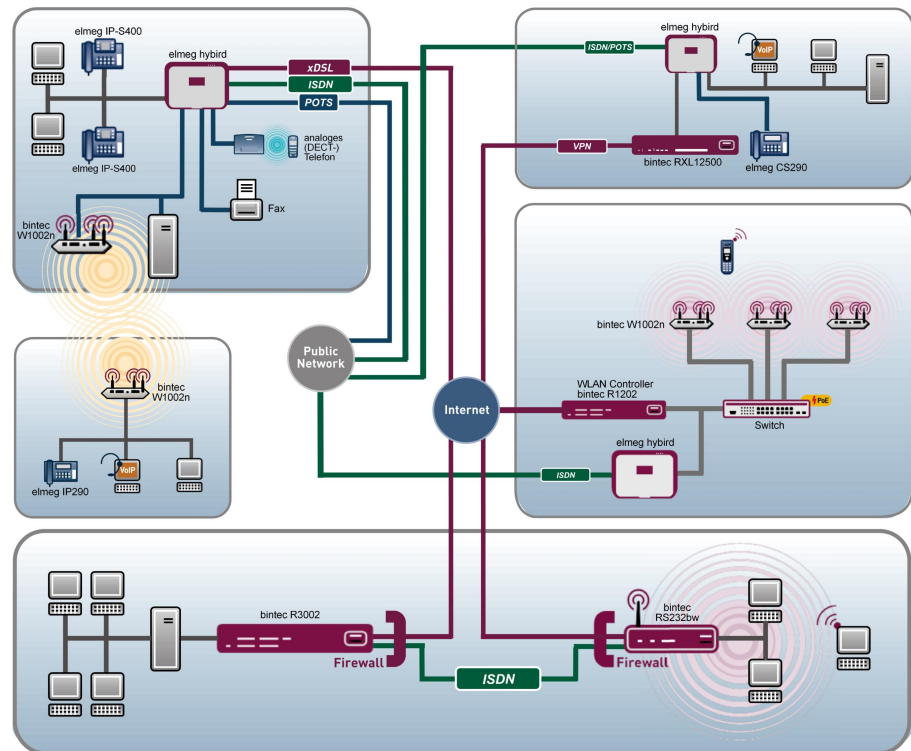 elmeg IP-S400
elmeg hybird
xDSL
ISDN
POTS
analoges
(DECT-)
Telefon
elmeg IP-S400
Fax
bintec
W1002n
ISDN/POTS
elmeg hybird
VoIP
VPN
bintec RXL12500
elmeg CS290
bintec
W1002n
elmeg IP290
VoIP
Public
Network
Internet
bintec W1002n
WLAN Controller
bintec R1202
PoE
Switch
elmeg hybird
ISDN
bintec R3002
Firewall
ISDN
bintec
RS232bw
Firewall